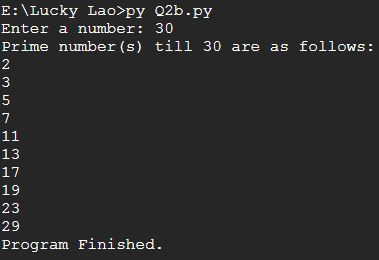 E:\Lucky Lao>py Q2b.py
Enter a number: 30
Prime number(s) till 30 are as follows:
2
3
5
7
11
13
17
19
23
29
Program Finished.